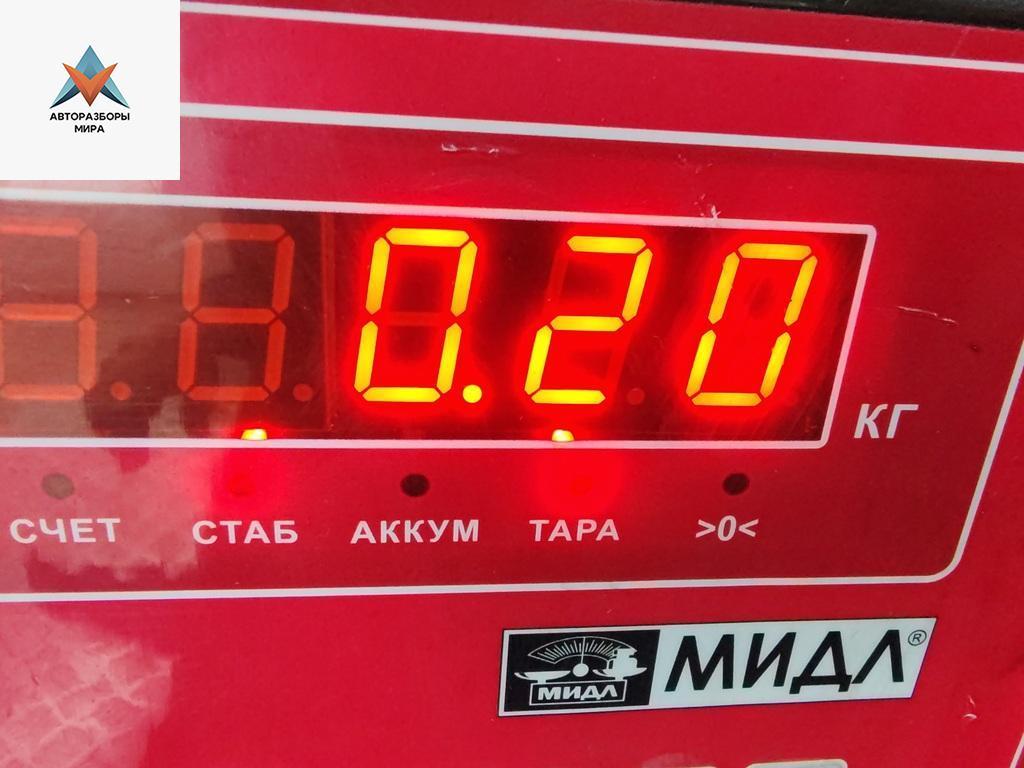 АВТОРАЗБОРЫ
МИРА
0.20
КГ
СЧЕТ СТАБ АККУМ ТАРА >0<
МИДЛ МИДЛ®